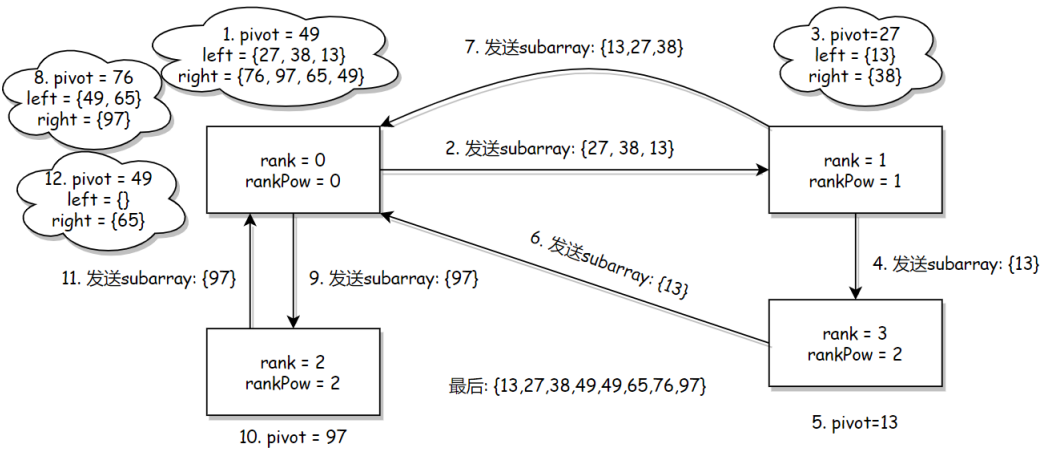 1. pivot = 49
left = {27, 38, 13}
right = {76, 97, 65, 49}
7. 发送subarray: {13,27,38}
3. pivot=27
left = {13}
right = {38}
8. pivot = 76
left = {49, 65}
right = {97}
rank = 0
rankPow = 0
2. 发送subarray: {27, 38, 13}
rank = 1
rankPow = 1
12. pivot = 49
left = {}
right = {65}
6. 发送subarray: {13}
11. 发送subarray: {97}
9. 发送subarray: {97}
4. 发送subarray: {13}
rank = 2
rankPow = 2
rank = 3
rankPow = 2
最后: {13,27,38,49,49,65,76,97}
10. pivot = 97
5. pivot=13